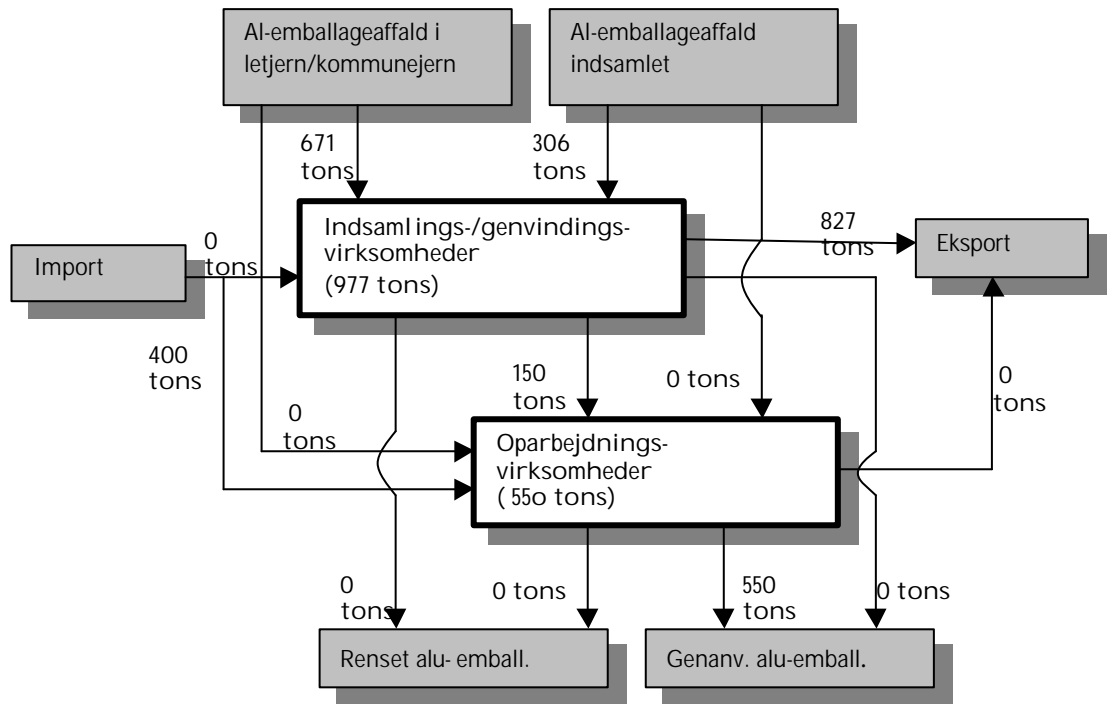 Al-emballageaffald i
letjern/kommunejern
Al-emballageaffald
indsamlet
671
tons
306
tons
Indsamlings-/genvindings-
virksomheder
(977 tons)
827
tons
Eksport
0
tons
Import
400
tons
150
tons
0 tons
0
tons
0
tons
Oparbejdnings-
virksomheder
( 55o tons)
0
tons
0 tons
550
tons
0 tons
Renset alu- emball.
Genanv. alu-emball.